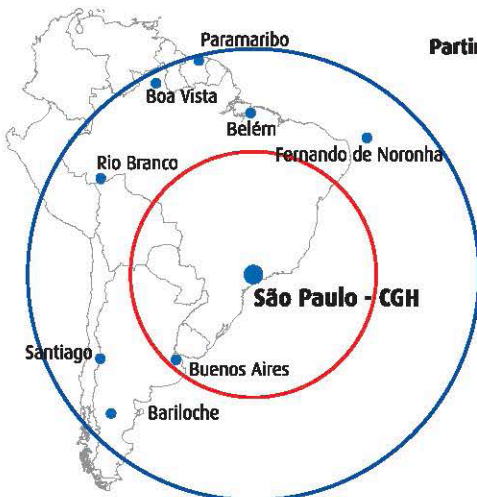 Paramaribo
Boa Vista
Belém
Fernando de Noronha
Rio Branco
São Paulo - CGH
Santiago
Buenos Aires
Bariloche